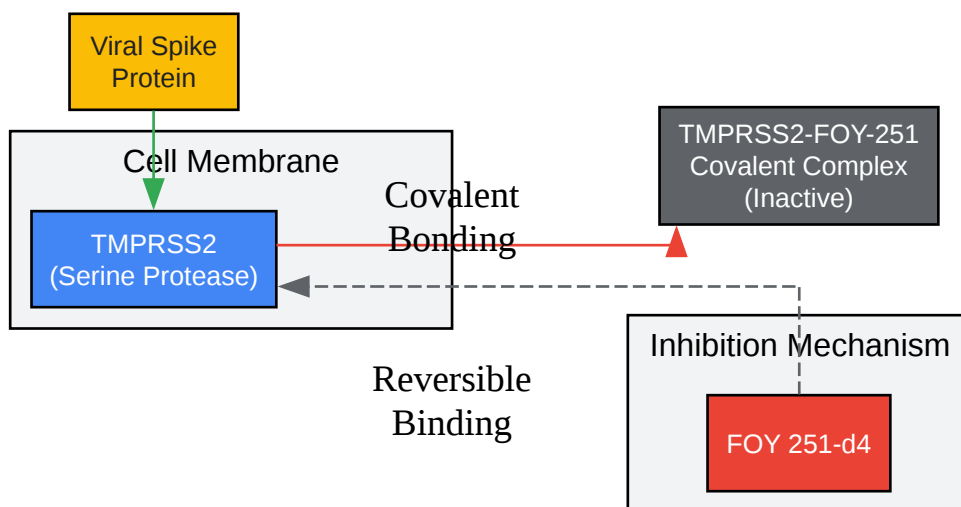 Viral Spike
Protein
Cell Membrane
TMPRSS2
(Serine Protease)
Covalent
Bonding
TMPRSS2-FOY-251
Covalent Complex
(Inactive)
Reversible
Binding
Inhibition Mechanism
FOY 251-d4